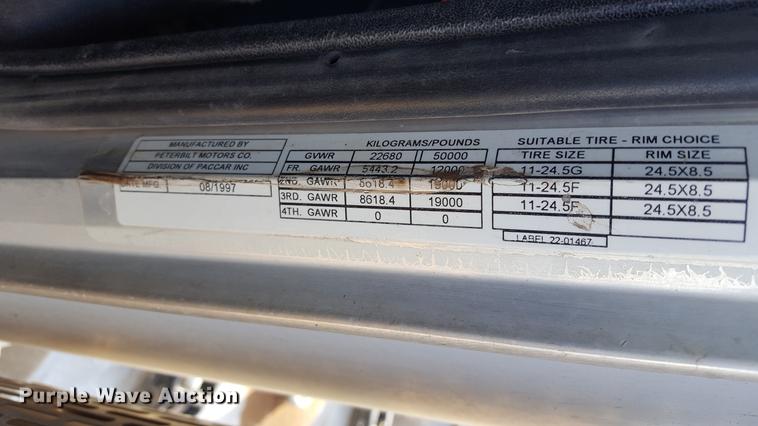 MANUFACTURED BY
PETERBILT MOTORS CO.
DIVISION OF PACCAR INC
DATE MFG. 08/1997
KILOGRAMS/POUNDS
GVWR 22680 50000
FR. GAWR 5443.2 12000
2ND. GAWR 8618.4 19000
3RD. GAWR 8618.4 19000
4TH. GAWR 0 0
SUITABLE TIRE - RIM CHOICE
TIRE SIZE RIM SIZE
11-24.5G 24.5X8.5
11-24.5F 24.5X8.5
11-24.5F 24.5X8.5
LABEL 22-01467
Purple Wave Auction